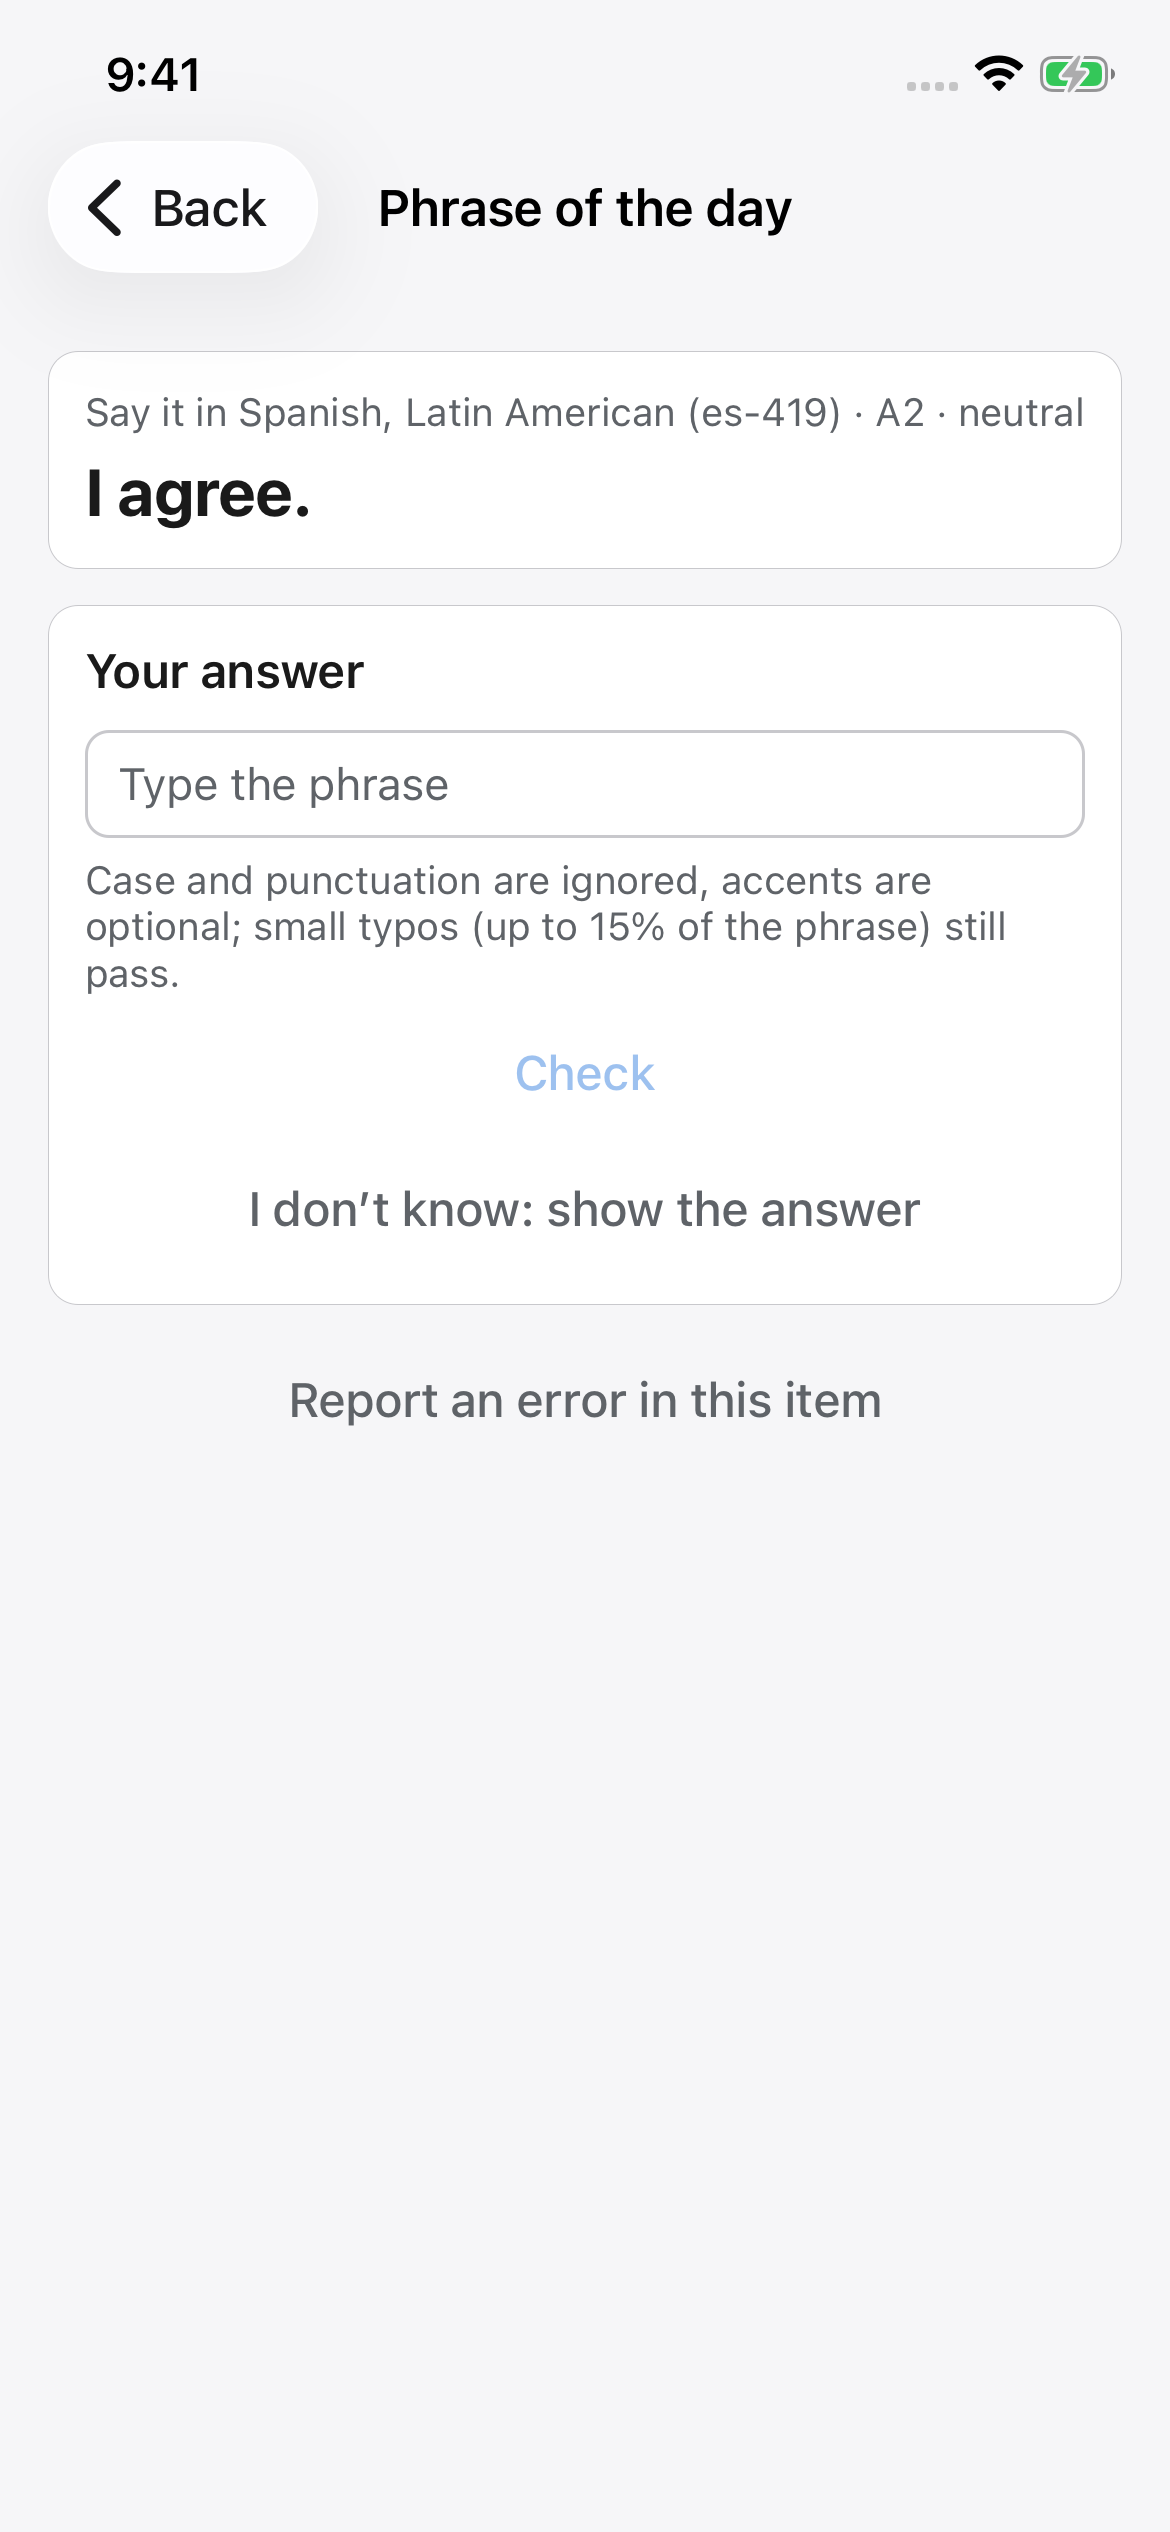 9:41
Back
Phrase of the day
Say it in Spanish, Latin American (es-419) · A2 · neutral
I agree.
Your answer
Type the phrase
Case and punctuation are ignored, accents are
optional; small typos (up to 15% of the phrase) still
pass.
Check
I don’t know: show the answer
Report an error in this item